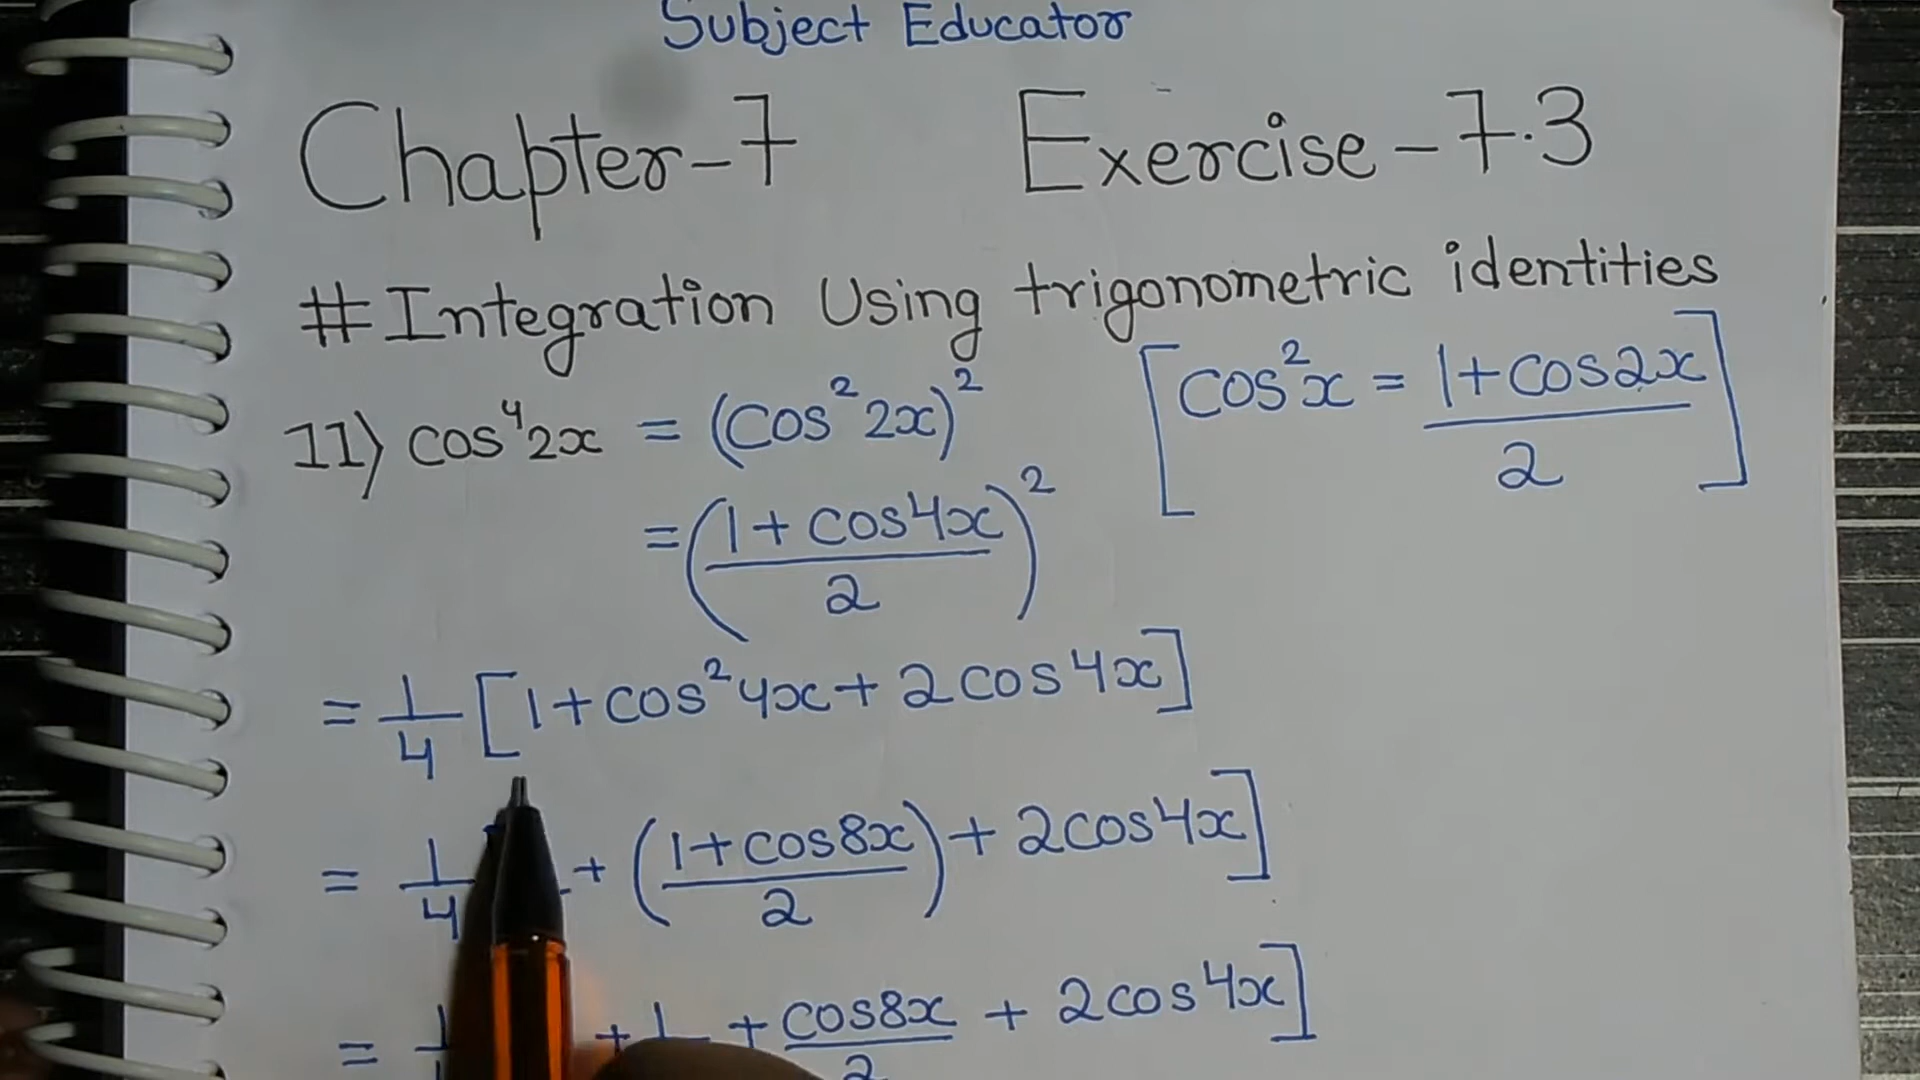 Subject Educator
Chapter-7 Exercise-7.3
#Integration Using trigonometric identities
11) cos⁴2x = (cos²2x)² [cos²x = (1+cos2x)/2]
= ((1+cos4x)/2)²
= 1/4 [1+cos²4x+2cos4x]
= 1/4 + ((1+cos8x)/2) + 2cos4x]
= + + cos8x/2 + 2cos4x]